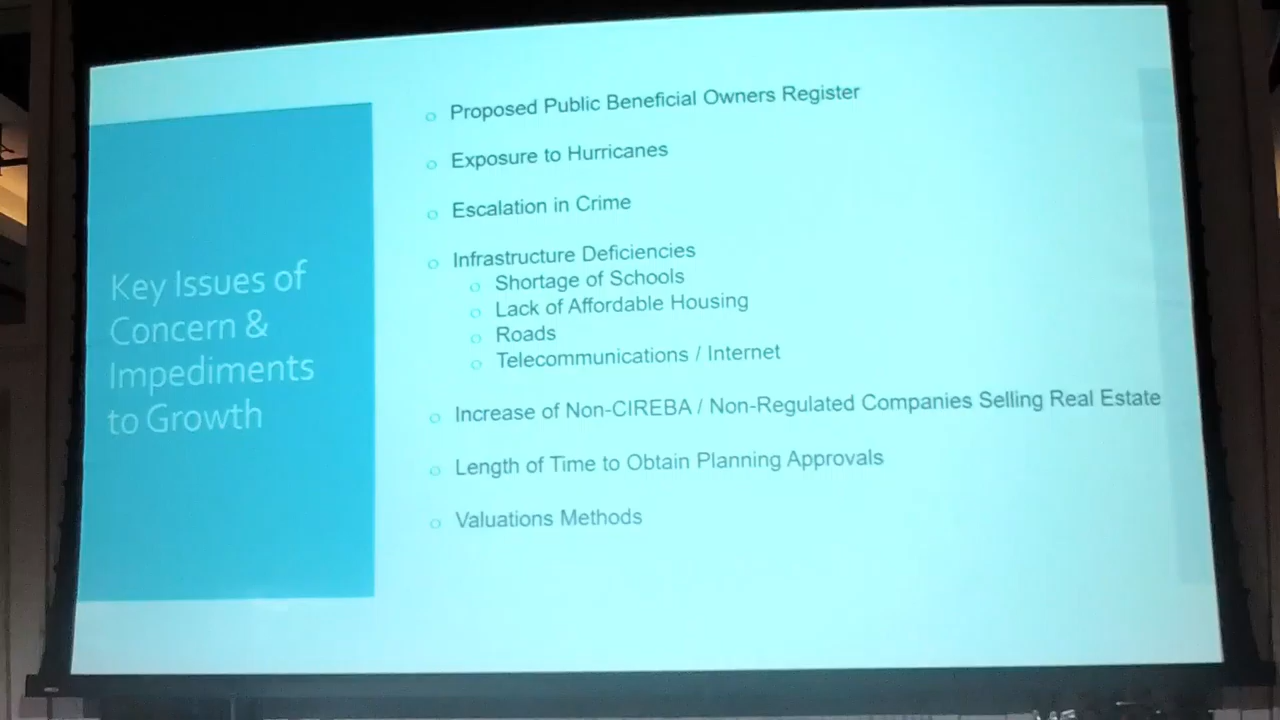 Key Issues of
Concern &
Impediments
to Growth
Proposed Public Beneficial Owners Register
Exposure to Hurricanes
Escalation in Crime
Infrastructure Deficiencies
Shortage of Schools
Lack of Affordable Housing
Roads
Telecommunications / Internet
Increase of Non-CIREBA / Non-Regulated Companies Selling Real Estate
Length of Time to Obtain Planning Approvals
Valuations Methods